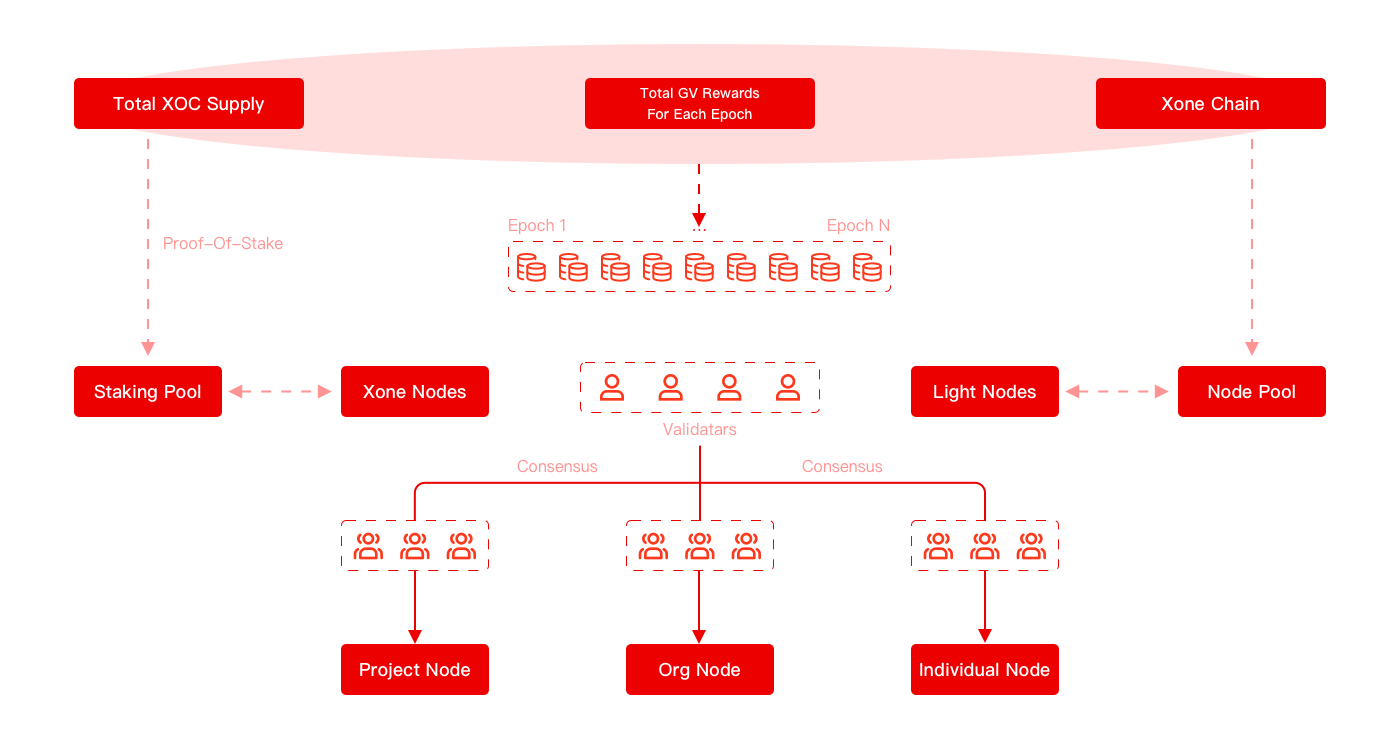 Total XOC Supply
Total GV Rewards
For Each Epoch
Xone Chain
Proof-Of-Stake
Epoch 1
...
Epoch N
Staking Pool
Xone Nodes
Light Nodes
Node Pool
Validatars
Consensus
Consensus
Project Node
Org Node
Individual Node